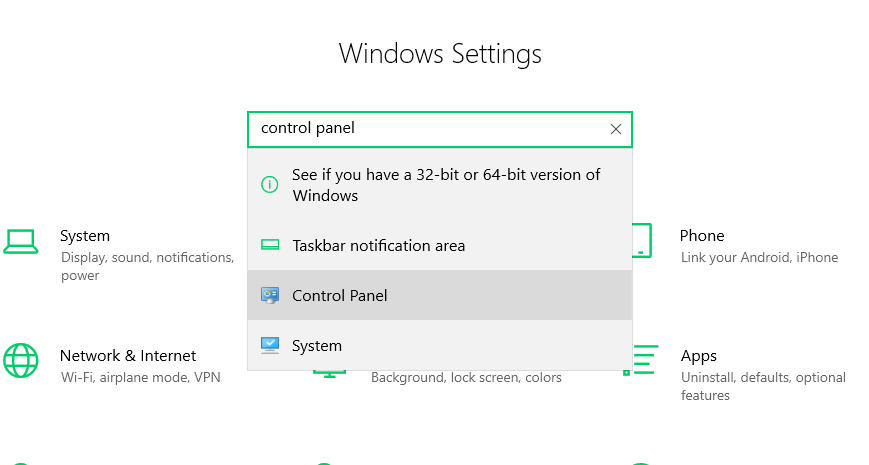 Windows Settings
control panel
See if you have a 32-bit or 64-bit version of
Windows
Taskbar notification area
Control Panel
System
System
Display, sound, notifications,
power
Phone
Link your Android, iPhone
Network & Internet
Wi-Fi, airplane mode, VPN
Background, lock screen, colors
Apps
Uninstall, defaults, optional
features